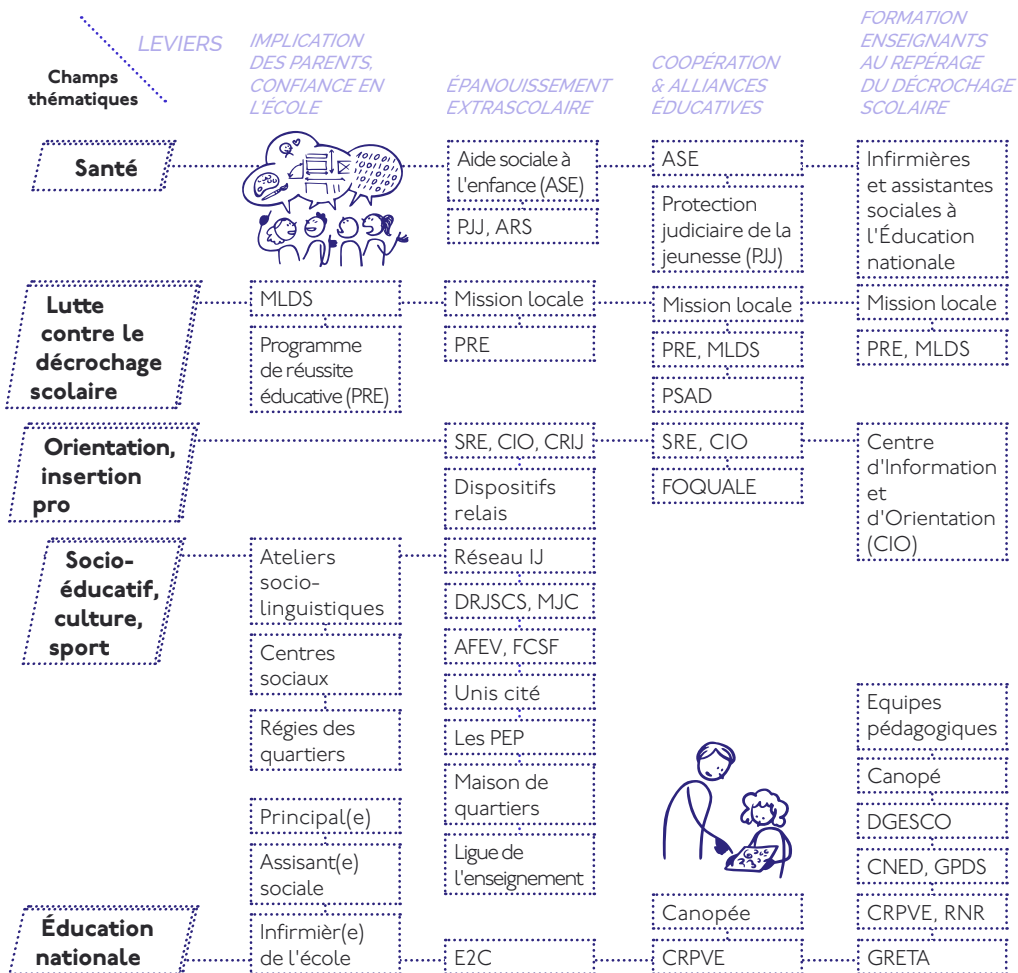 LEVIERS
Champs
thématiques
IMPLICATION
DES PARENTS,
CONFIANCE EN
L'ÉCOLE
ÉPANOUISSEMENT
EXTRASCOLAIRE
COOPÉRATION
& ALLIANCES
ÉDUCATIVES
FORMATION
ENSEIGNANTS
AU REPÉRAGE
DU DÉCROCHAGE
SCOLAIRE
Santé
1010011
010011
101001
010011
Aide sociale à
l'enfance (ASE)
PJJ, ARS
ASE
Protection
judiciaire de la
jeunesse (PJJ)
Infirmières
et assistantes
sociales à
l'Éducation
nationale
Lutte
contre le
décrochage
scolaire
MLDS
Programme
de réussite
éducative (PRE)
Mission locale
PRE
Mission locale
PRE, MLDS
PSAD
Mission locale
PRE, MLDS
Orientation,
insertion
pro
SRE, CIO, CRIJ
Dispositifs
relais
SRE, CIO
FOQUALE
Centre
d'Information
et
d'Orientation
(CIO)
Socio-
éducatif,
culture,
sport
Ateliers
socio-
linguistiques
Centres
sociaux
Régies des
quartiers
Réseau IJ
DRJSCS, MJC
AFEV, FCSF
Unis cité
Les PEP
Maison de
quartiers
Ligue de
l'enseignement
Éducation
nationale
Principal(e)
Assisant(e)
sociale
Infirmièr(e)
de l'école
E2C
Canopée
CRPVE
Equipes
pédagogiques
Canopé
DGESCO
CNED, GPDS
CRPVE, RNR
GRETA